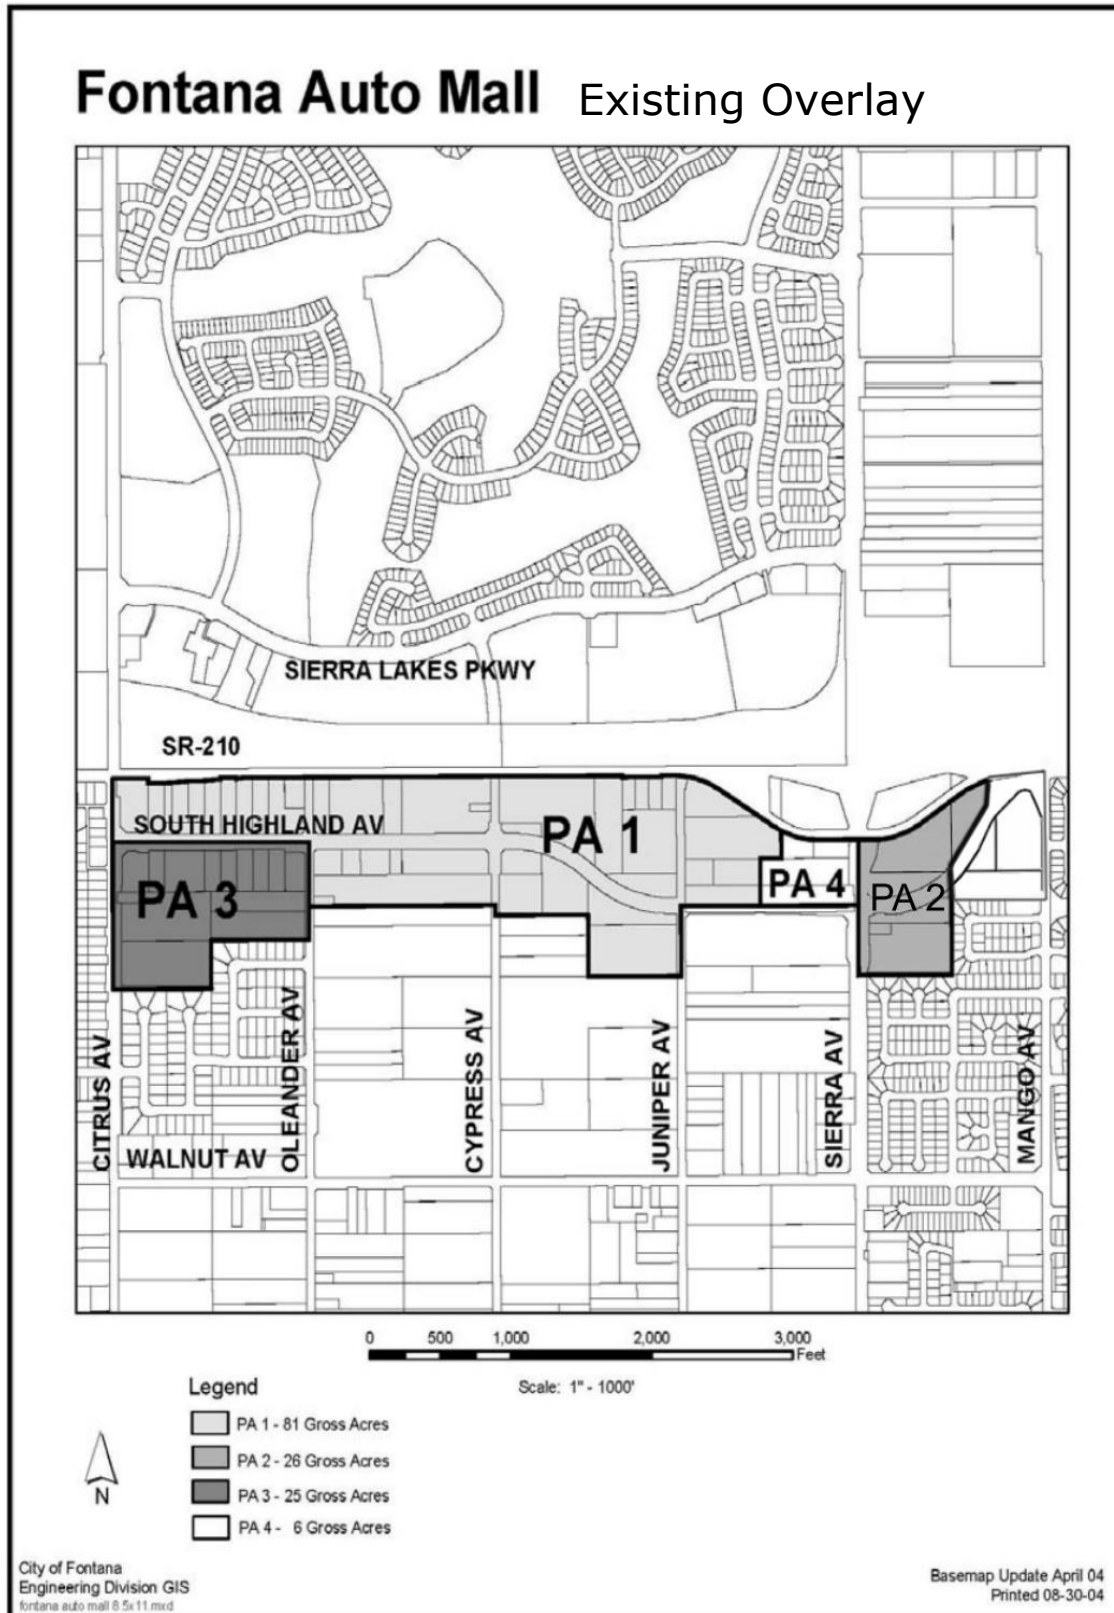 Fontana Auto Mall Existing Overlay
SIERRA LAKES PKWY
SR-210
SOUTH HIGHLAND AV
PA 1
PA 3
PA 4
PA 2
CITRUS AV
OLEANDER AV
CYPRESS AV
JUNIPER AV
SIERRA AV
MANGO AV
WALNUT AV
0 500 1,000 2,000 3,000
Feet
Scale: 1" - 1000'
Legend
PA 1 - 81 Gross Acres
PA 2 - 26 Gross Acres
PA 3 - 25 Gross Acres
PA 4 - 6 Gross Acres
N
City of Fontana
Engineering Division GIS
fontana auto mall 8.5x11.mxd
Basemap Update April 04
Printed 08-30-04